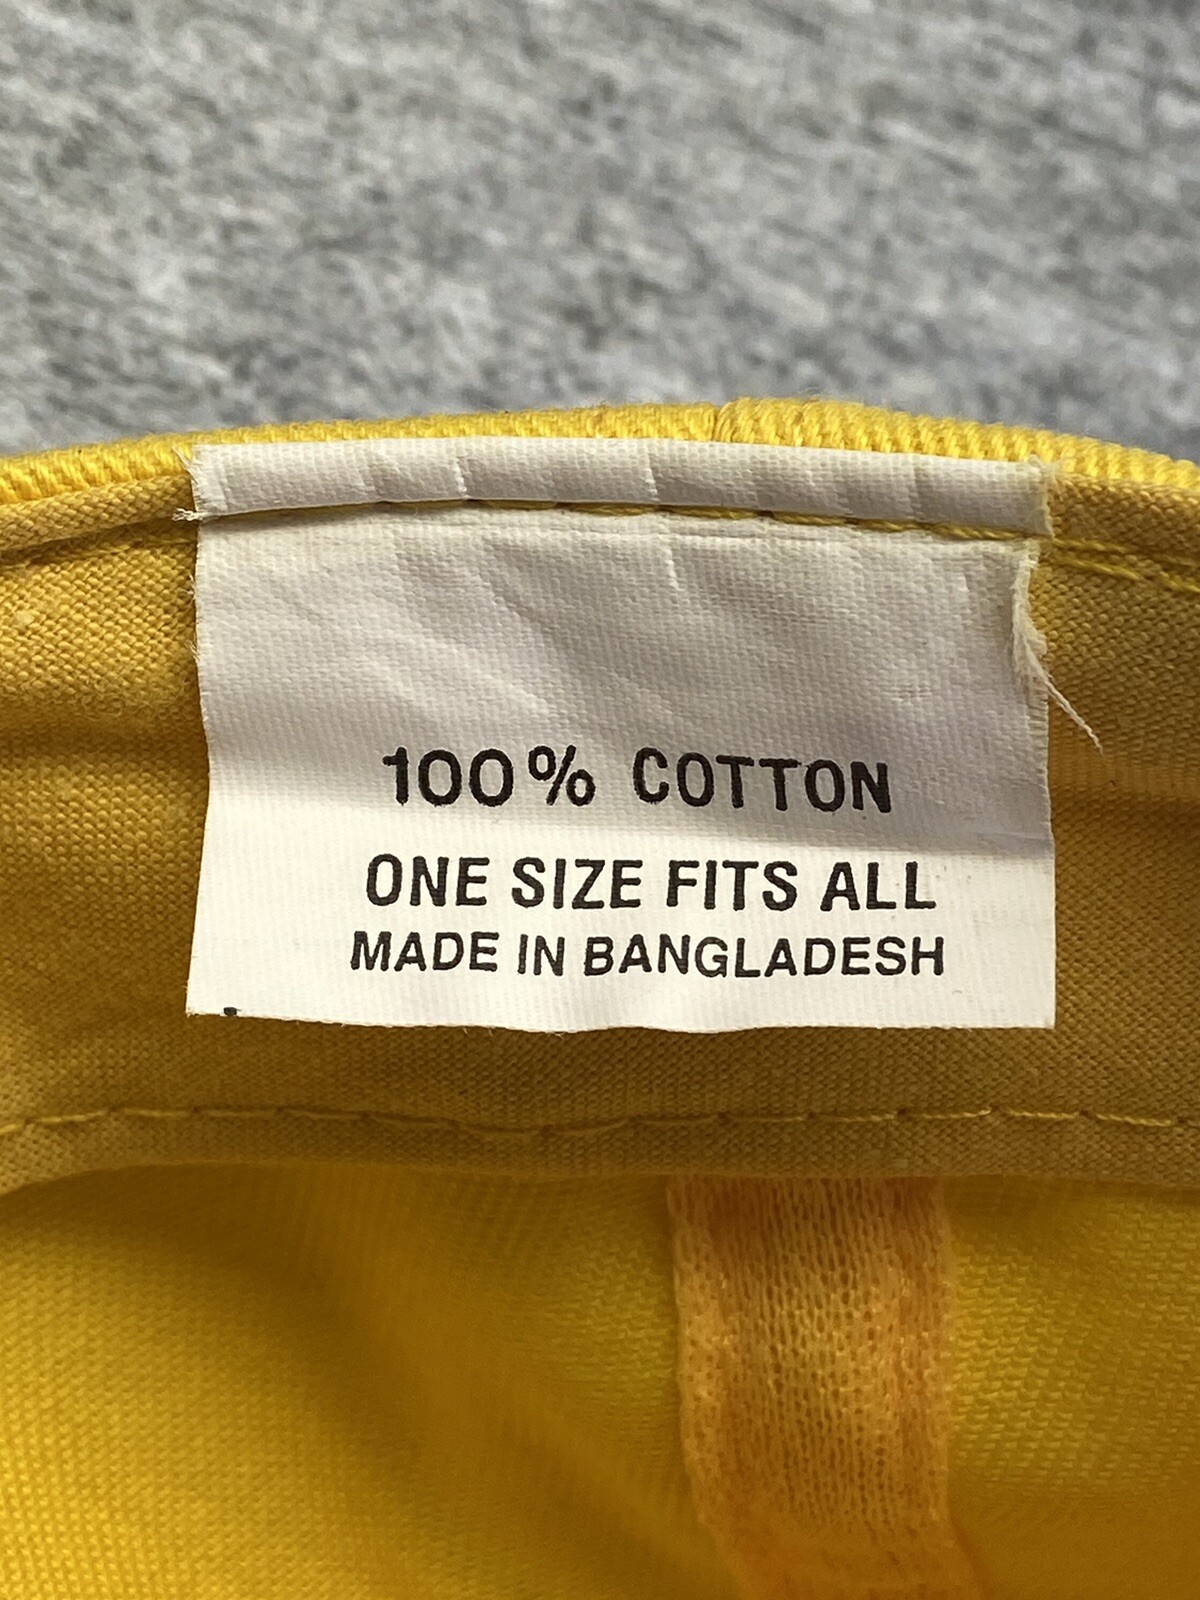 100% COTTON
ONE SIZE FITS ALL
MADE IN BANGLADESH